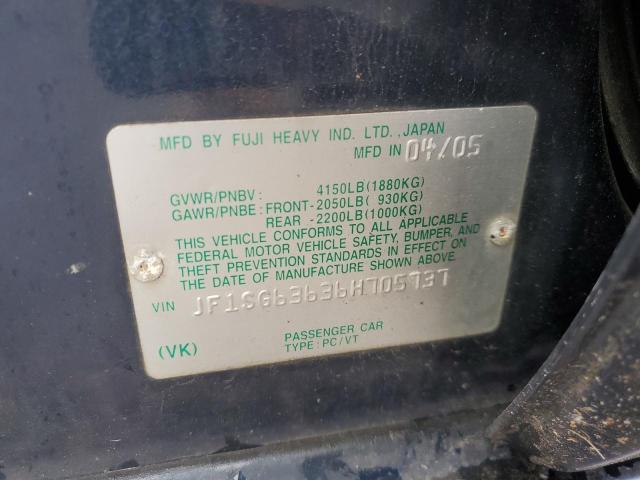 MFD BY FUJI HEAVY IND. LTD.,JAPAN
MFD IN 04/05
GVWR/PNBV: 4150LB(1880KG)
GAWR/PNBE: FRONT-2050LB( 930KG)
REAR -2200LB(1000KG)
THIS VEHICLE CONFORMS TO ALL APPLICABLE
FEDERAL MOTOR VEHICLE SAFETY, BUMPER, AND
THEFT PREVENTION STANDARDS IN EFFECT ON
THE DATE OF MANUFACTURE SHOWN ABOVE.
VIN JF1SG63636H705737
PASSENGER CAR
(VK) TYPE: PC/VT